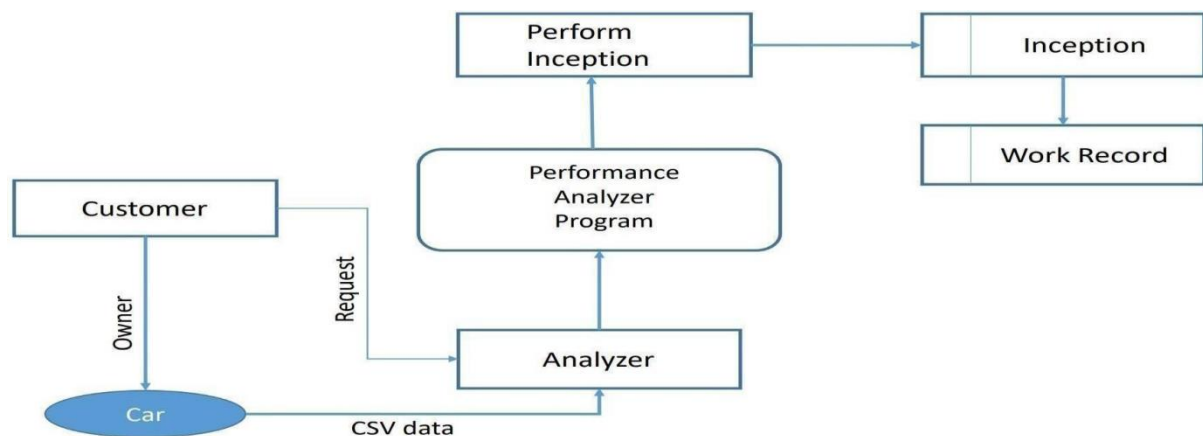 Perform
Inception
Inception
Work Record
Performance
Analyzer
Program
Customer
Owner
Request
Analyzer
Car
CSV data